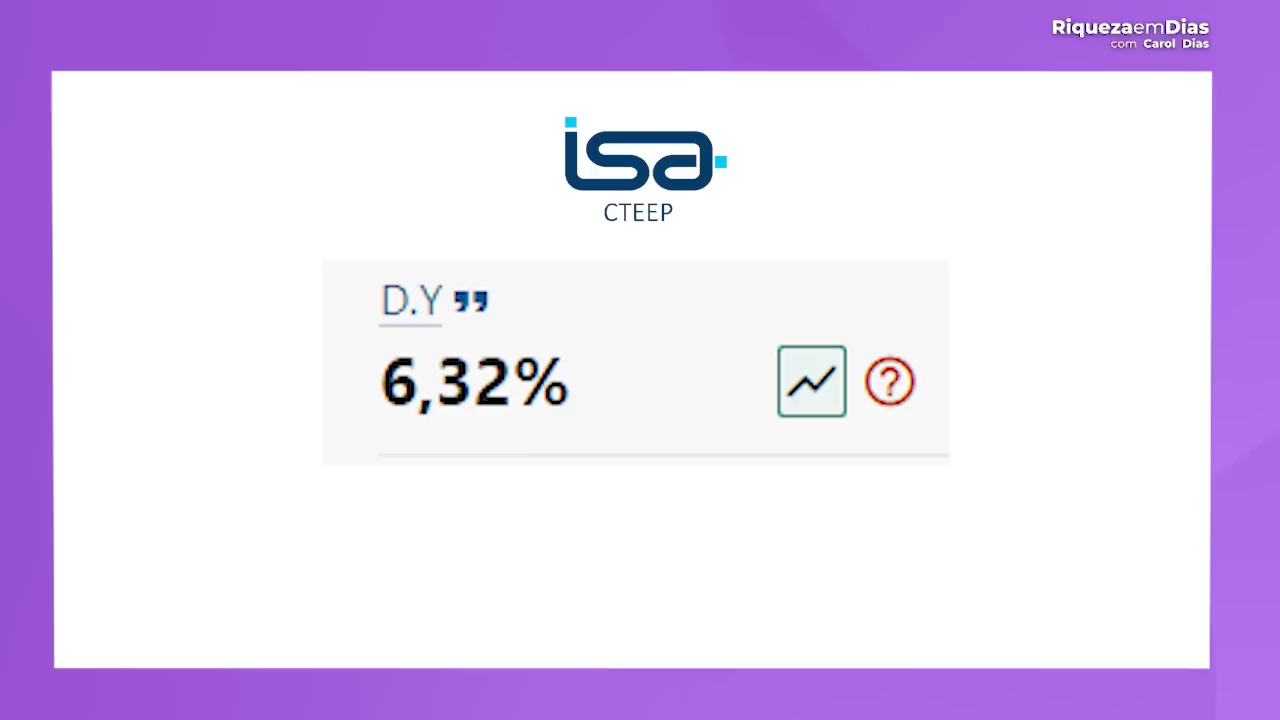 RiquezaemDias
com Carol Dias
isa
CTEEP
D.Y
6,32%
?